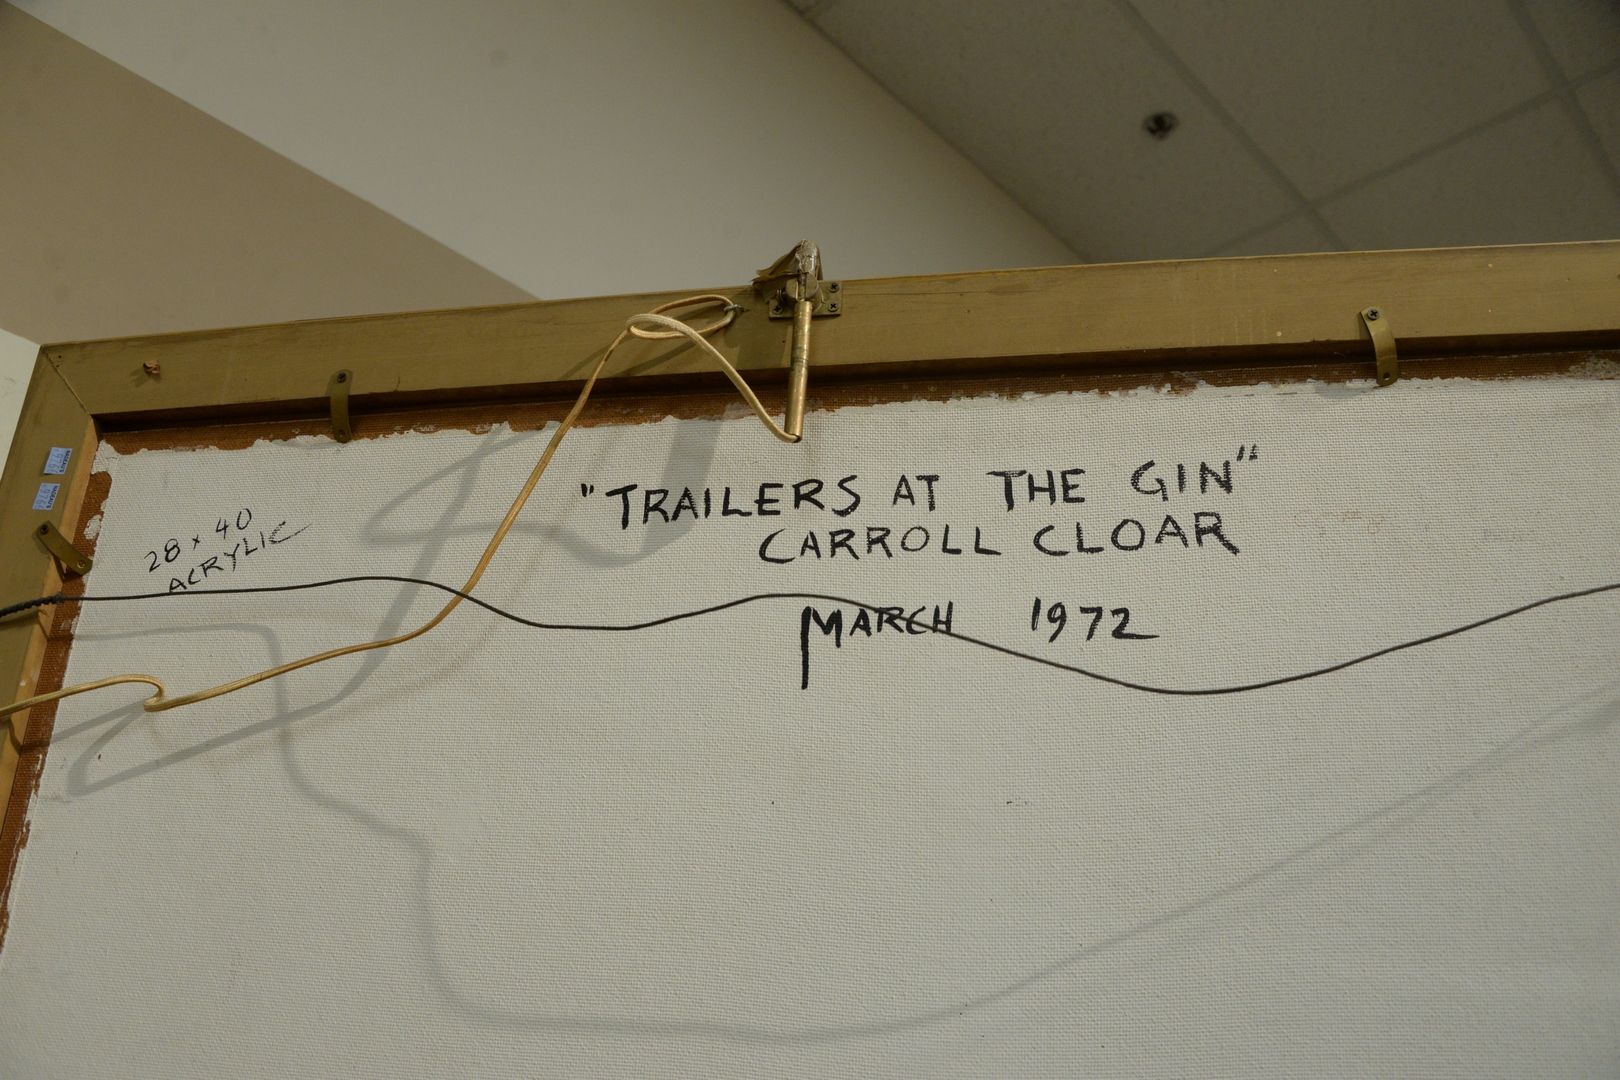 "TRAILERS AT THE GIN"
CARROLL CLOAR
MARCH 1972
28 x 40
ACRYLIC